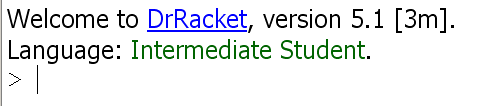 Welcome to DrRacket, version 5.1 [3m].
Language: Intermediate Student.
>